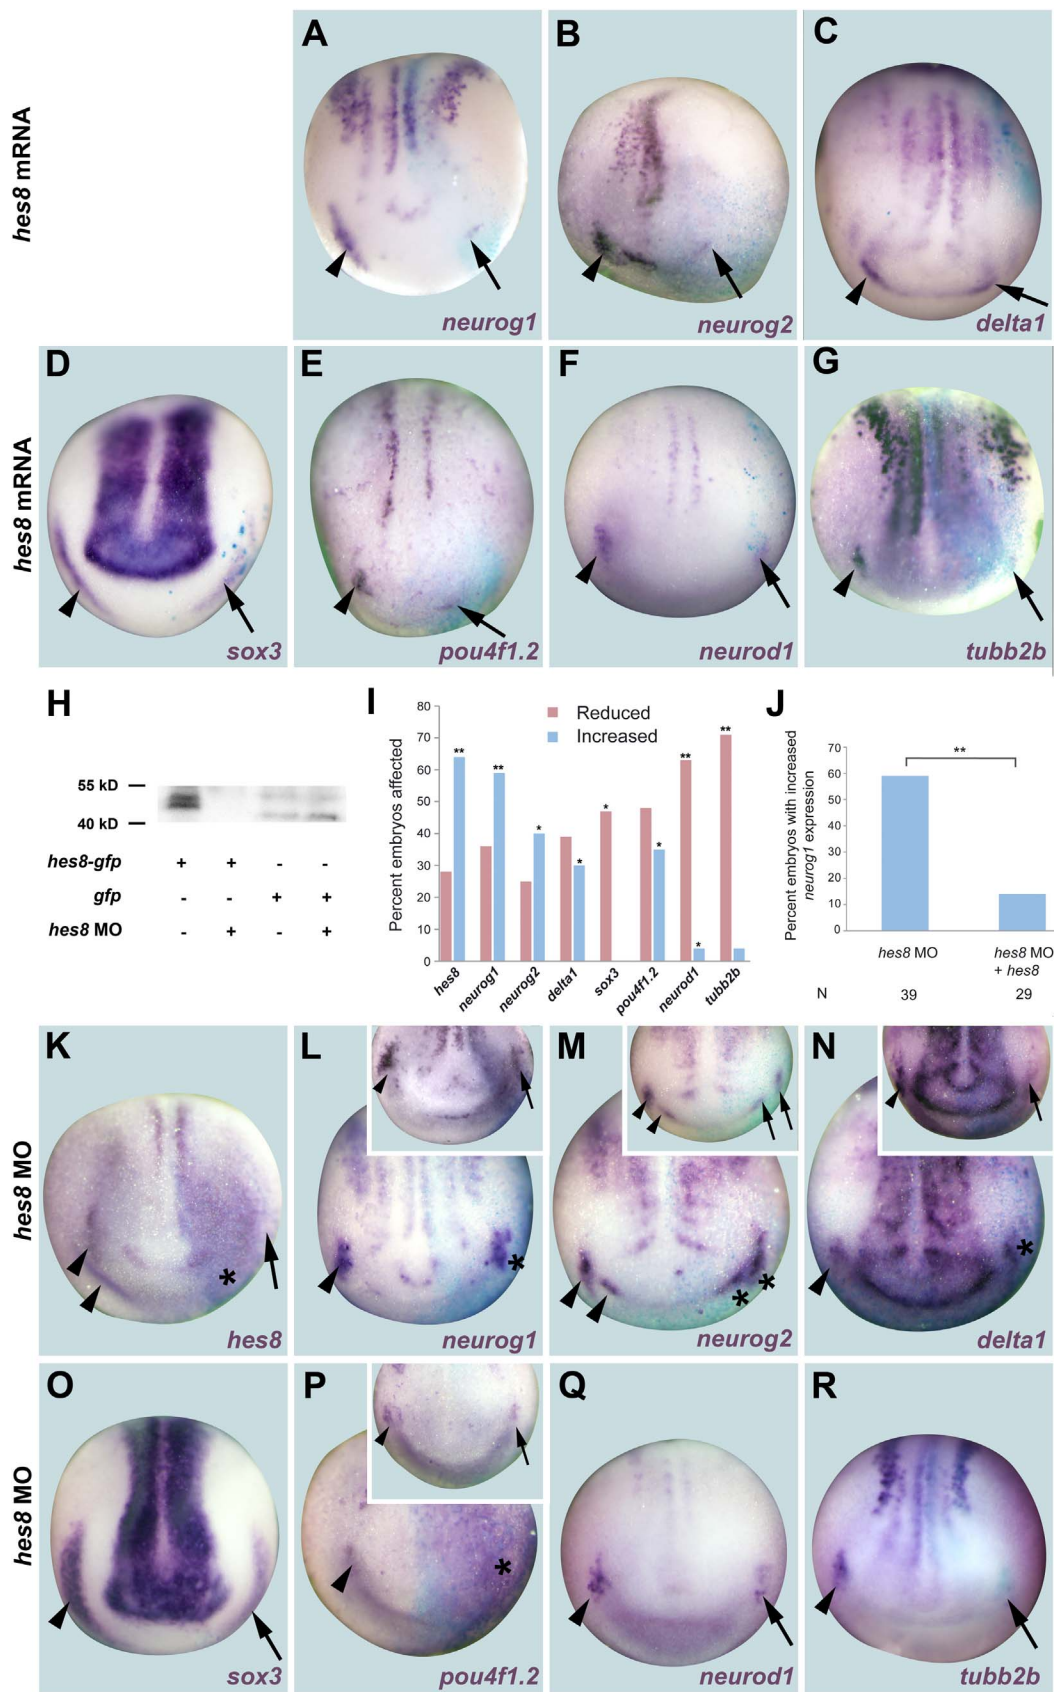 A
B
C
hes8 mRNA
neurog1
neurog2
delta1
D
E
F
G
hes8 mRNA
sox3
pou4f1.2
neurod1
tubb2b
H
55 kD
40 kD
hes8-gfp + + - -
gfp - - + +
hes8 MO - + - +
I
Reduced
Increased
Percent embryos affected
80
70
60
50
40
30
20
10
0
** ** * * * * ** * **
hes8 neurog1 neurog2 delta1 sox3 pou4f1.2 neurod1 tubb2b
J
Percent embryos with increased
neurog1 expression
70
60
50
40
30
20
10
0
**
hes8 MO
hes8 MO
+ hes8
N 39 29
K
L
M
N
hes8 MO
*
*
* *
*
hes8
neurog1
neurog2
delta1
O
P
Q
R
hes8 MO
*
sox3
pou4f1.2
neurod1
tubb2b